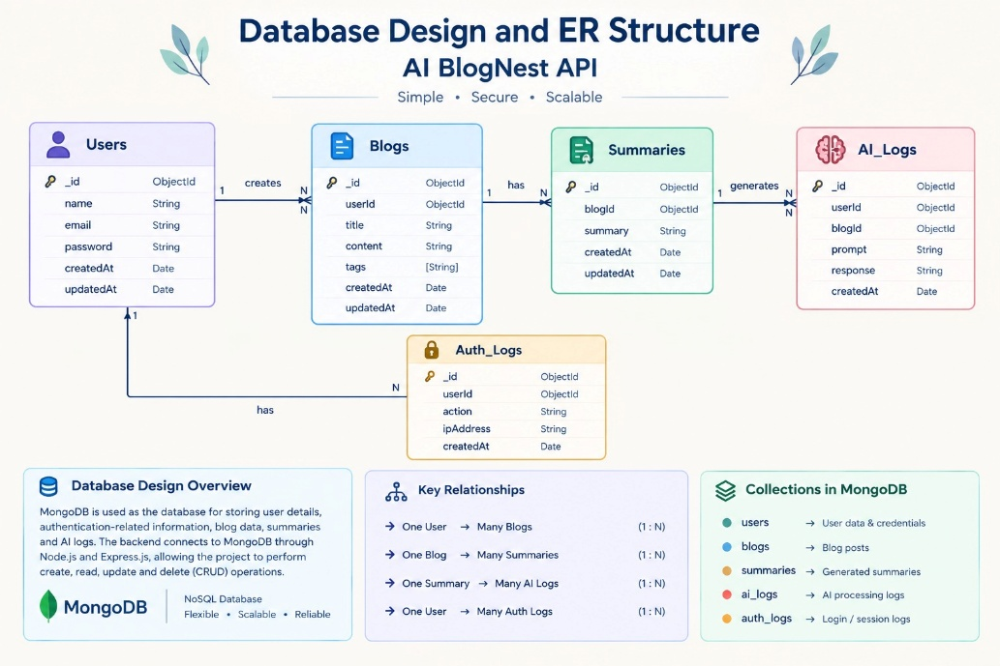 Database Design and ER Structure
AI BlogNest API
Simple • Secure • Scalable
Users
_id ObjectId
name String
email String
password String
createdAt Date
updatedAt Date
1 creates N
N
Blogs
_id ObjectId
userId ObjectId
title String
content String
tags [String]
createdAt Date
updatedAt Date
1 has N
Summaries
_id ObjectId
blogId ObjectId
summary String
createdAt Date
updatedAt Date
1 generates N
N
AI_Logs
_id ObjectId
userId ObjectId
blogId ObjectId
prompt String
response String
createdAt Date
1
N
has
Auth_Logs
_id ObjectId
userId ObjectId
action String
ipAddress String
createdAt Date
Database Design Overview
MongoDB is used as the database for storing user details,
authentication-related information, blog data, summaries
and AI logs. The backend connects to MongoDB through
Node.js and Express.js, allowing the project to perform
create, read, update and delete (CRUD) operations.
MongoDB
NoSQL Database
Flexible • Scalable • Reliable
Key Relationships
→ One User → Many Blogs (1 : N)
→ One Blog → Many Summaries (1 : N)
→ One Summary → Many AI Logs (1 : N)
→ One User → Many Auth Logs (1 : N)
Collections in MongoDB
users → User data & credentials
blogs → Blog posts
summaries → Generated summaries
ai_logs → AI processing logs
auth_logs → Login / session logs